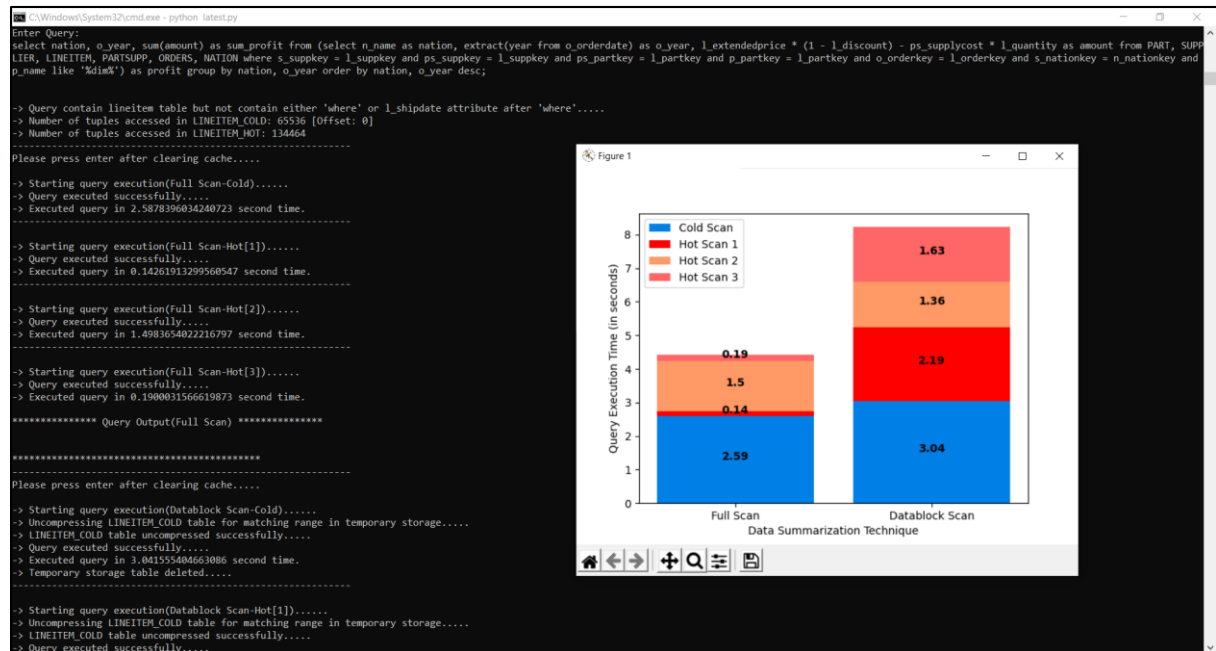 C:\Windows\System32\cmd.exe - python latest.py
Enter Query:
select nation, o_year, sum(amount) as sum_profit from (select n_name as nation, extract(year from o_orderdate) as o_year, l_extendedprice * (1 - l_discount) - ps_supplycost * l_quantity as amount from PART, SUPP
LIER, LINEITEM, PARTSUPP, ORDERS, NATION where s_suppkey = l_suppkey and ps_suppkey = l_suppkey and ps_partkey = l_partkey and p_partkey = l_partkey and o_orderkey = l_orderkey and s_nationkey = n_nationkey and
p_name like '%dim%') as profit group by nation, o_year order by nation, o_year desc;
-> Query contain lineitem table but not contain either 'where' or l_shipdate attribute after 'where'.....
-> Number of tuples accessed in LINEITEM_COLD: 65536 [Offset: 0]
-> Number of tuples accessed in LINEITEM_HOT: 134464
------------------------------------------------------------
Please press enter after clearing cache.....
-> Starting query execution(Full Scan-Cold)......
-> Query executed successfully.....
-> Executed query in 2.5878396034240723 second time.
------------------------------------------------------------
-> Starting query execution(Full Scan-Hot[1])......
-> Query executed successfully.....
-> Executed query in 0.14261913299560547 second time.
------------------------------------------------------------
-> Starting query execution(Full Scan-Hot[2])......
-> Query executed successfully.....
-> Executed query in 1.4983654022216797 second time.
------------------------------------------------------------
-> Starting query execution(Full Scan-Hot[3])......
-> Query executed successfully.....
-> Executed query in 0.1900031566619873 second time.
*************** Query Output(Full Scan) ***************
********************************************
------------------------------------------------------------
Please press enter after clearing cache.....
-> Starting query execution(Datablock Scan-Cold)......
-> Uncompressing LINEITEM_COLD table for matching range in temporary storage.....
-> LINEITEM_COLD table uncompressed successfully.....
-> Query executed successfully.....
-> Executed query in 3.041555404663086 second time.
-> Temporary storage table deleted.....
------------------------------------------------------------
-> Starting query execution(Datablock Scan-Hot[1])......
-> Uncompressing LINEITEM_COLD table for matching range in temporary storage.....
-> LINEITEM_COLD table uncompressed successfully.....
-> Query executed successfully.....
Figure 1
Cold Scan
Hot Scan 1
Hot Scan 2
Hot Scan 3
Query Execution Time (in seconds)
8
7
6
5
4
3
2
1
0
0.19
1.5
0.14
2.59
1.63
1.36
2.19
3.04
Full Scan
Datablock Scan
Data Summarization Technique